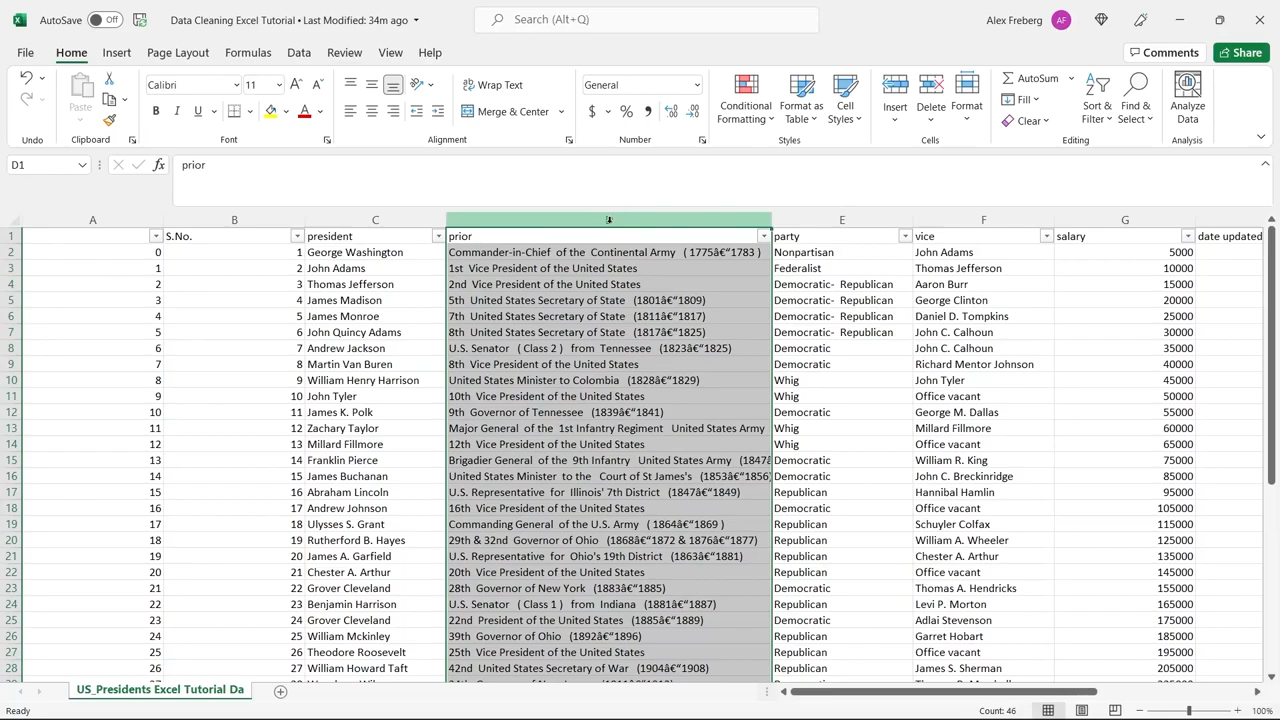 AutoSave Off Data Cleaning Excel Tutorial • Last Modified: 34m ago Search (Alt+Q) Alex Freberg AF
File Home Insert Page Layout Formulas Data Review View Help Comments Share
Calibri 11 Wrap Text General AutoSum
Paste Merge & Center Conditional Formatting Format as Table Cell Styles Insert Delete Format Fill Clear Sort & Filter Find & Select Analyze Data
Undo Clipboard Font Alignment Number Styles Cells Editing Analysis
D1 prior
A B C E F G
1 S.No. president prior party vice salary date updated
2 0 1 George Washington Commander-in-Chief of the Continental Army ( 1775â€“1783 ) Nonpartisan John Adams 5000
3 1 2 John Adams 1st Vice President of the United States Federalist Thomas Jefferson 10000
4 2 3 Thomas Jefferson 2nd Vice President of the United States Democratic- Republican Aaron Burr 15000
5 3 4 James Madison 5th United States Secretary of State (1801â€“1809) Democratic- Republican George Clinton 20000
6 4 5 James Monroe 7th United States Secretary of State (1811â€“1817) Democratic- Republican Daniel D. Tompkins 25000
7 5 6 John Quincy Adams 8th United States Secretary of State (1817â€“1825) Democratic- Republican John C. Calhoun 30000
8 6 7 Andrew Jackson U.S. Senator ( Class 2 ) from Tennessee (1823â€“1825) Democratic John C. Calhoun 35000
9 7 8 Martin Van Buren 8th Vice President of the United States Democratic Richard Mentor Johnson 40000
10 8 9 William Henry Harrison United States Minister to Colombia (1828â€“1829) Whig John Tyler 45000
11 9 10 John Tyler 10th Vice President of the United States Whig Office vacant 50000
12 10 11 James K. Polk 9th Governor of Tennessee (1839â€“1841) Democratic George M. Dallas 55000
13 11 12 Zachary Taylor Major General of the 1st Infantry Regiment United States Army Whig Millard Fillmore 60000
14 12 13 Millard Fillmore 12th Vice President of the United States Whig Office vacant 65000
15 13 14 Franklin Pierce Brigadier General of the 9th Infantry United States Army (1847â Democratic William R. King 75000
16 14 15 James Buchanan United States Minister to the Court of St James's (1853â€“1856) Democratic John C. Breckinridge 85000
17 15 16 Abraham Lincoln U.S. Representative for Illinois' 7th District (1847â€“1849) Republican Hannibal Hamlin 95000
18 16 17 Andrew Johnson 16th Vice President of the United States Democratic Office vacant 105000
19 17 18 Ulysses S. Grant Commanding General of the U.S. Army ( 1864â€“1869 ) Republican Schuyler Colfax 115000
20 18 19 Rutherford B. Hayes 29th & 32nd Governor of Ohio (1868â€“1872 & 1876â€“1877) Republican William A. Wheeler 125000
21 19 20 James A. Garfield U.S. Representative for Ohio's 19th District (1863â€“1881) Republican Chester A. Arthur 135000
22 20 21 Chester A. Arthur 20th Vice President of the United States Republican Office vacant 145000
23 21 22 Grover Cleveland 28th Governor of New York (1883â€“1885) Democratic Thomas A. Hendricks 155000
24 22 23 Benjamin Harrison U.S. Senator ( Class 1 ) from Indiana (1881â€“1887) Republican Levi P. Morton 165000
25 23 24 Grover Cleveland 22nd President of the United States (1885â€“1889) Democratic Adlai Stevenson 175000
26 24 25 William Mckinley 39th Governor of Ohio (1892â€“1896) Republican Garret Hobart 185000
27 25 26 Theodore Roosevelt 25th Vice President of the United States Republican Office vacant 195000
28 26 27 William Howard Taft 42nd United States Secretary of War (1904â€“1908) Republican James S. Sherman 205000
US_Presidents Excel Tutorial Da
Ready Count: 46 100%